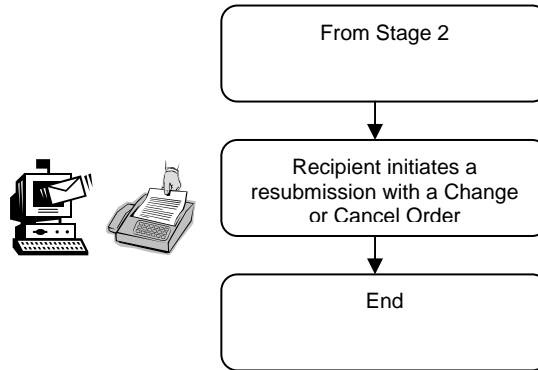 From Stage 2
Recipient initiates a
resubmission with a Change
or Cancel Order
End